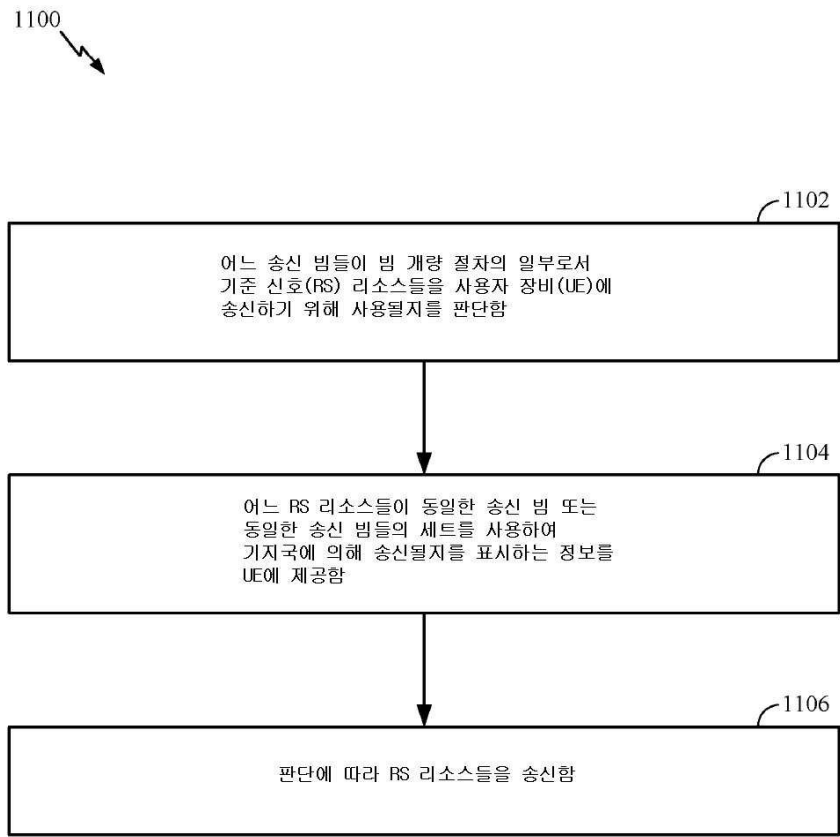 1100
1102
어느 송신 빔들이 빔 개량 절차의 일부로서
기준 신호(RS) 리소스들을 사용자 장비(UE)에
송신하기 위해 사용될지를 판단함
1104
어느 RS 리소스들이 동일한 송신 빔 또는
동일한 송신 빔들의 세트를 사용하여
기지국에 의해 송신될지를 표시하는 정보를
UE에 제공함
1106
판단에 따라 RS 리소스들을 송신함